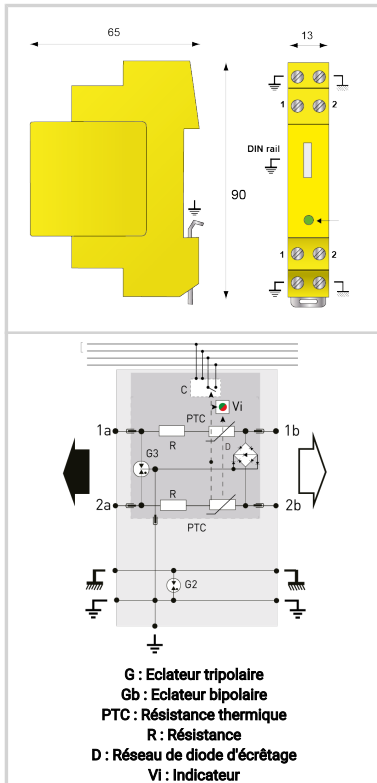 65
13
1
2
DIN rail
90
1
2
C
Vi
PTC
1a
1b
R
D
G3
R
2a
2b
PTC
G2
G : Eclateur tripolaire
Gb : Eclateur bipolaire
PTC : Résistance thermique
R : Résistance
D : Réseau de diode d'écrêtage
Vi : Indicateur